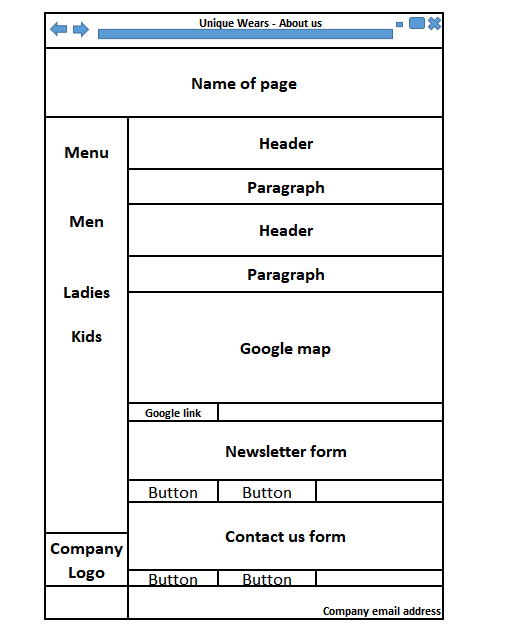 Unique Wears - About us
Name of page
Menu
Men
Ladies
Kids
Company
Logo
Header
Paragraph
Header
Paragraph
Google map
Google link
Newsletter form
Button Button
Contact us form
Button Button
Company email address